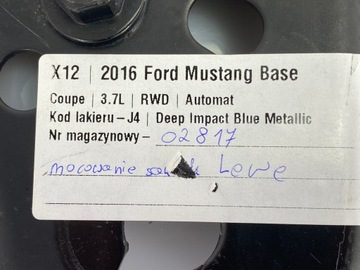 X12 | 2016 Ford Mustang Base
Coupe | 3.7L | RWD | Automat
Kod lakieru – J4 | Deep Impact Blue Metallic
Nr magazynowy – 02817
mocowanie Lewe